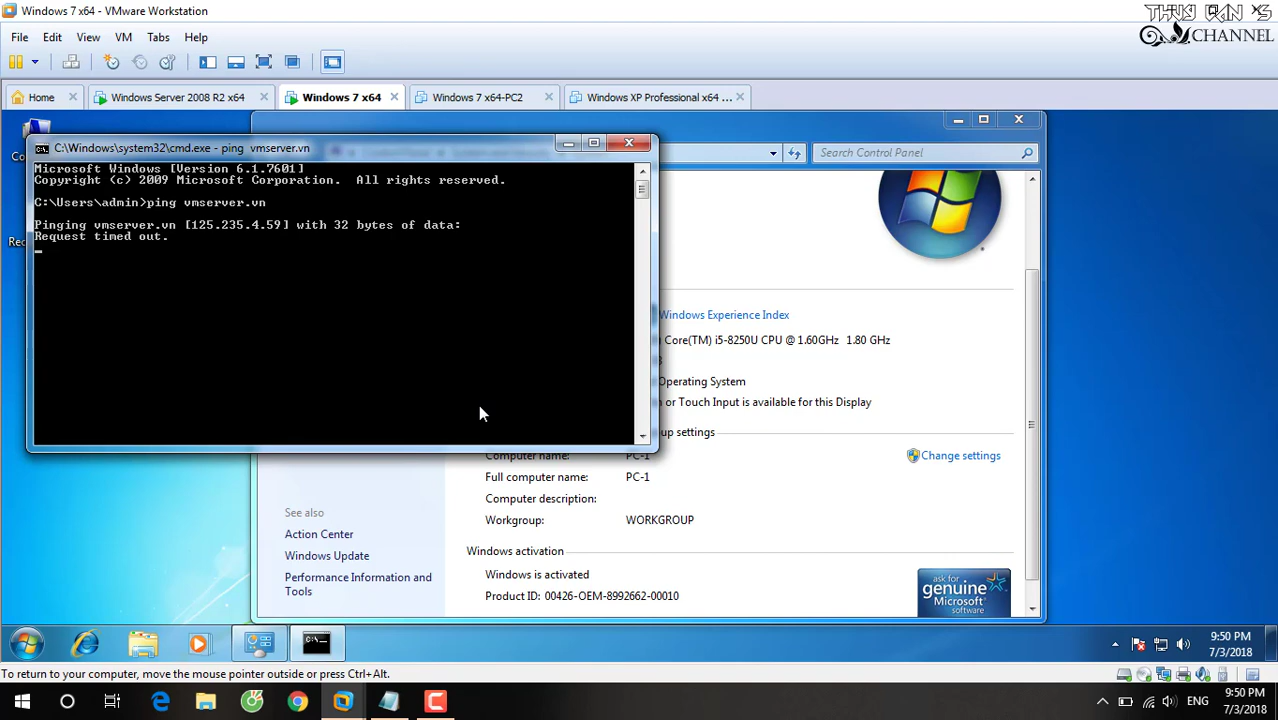 Windows 7 x64 - VMware Workstation
CHANNEL
File Edit View VM Tabs Help
Home Windows Server 2008 R2 x64 Windows 7 x64 Windows 7 x64-PC2 Windows XP Professional x64 ...
C:\Windows\system32\cmd.exe - ping vmserver.vn
Search Control Panel
Microsoft Windows [Version 6.1.7601]
Copyright (c) 2009 Microsoft Corporation. All rights reserved.
C:\Users\admin>ping vmserver.vn
Pinging vmserver.vn [125.235.4.59] with 32 bytes of data:
Request timed out.
Windows Experience Index
Core(TM) i5-8250U CPU @ 1.60GHz 1.80 GHz
Operating System
or Touch Input is available for this Display
up settings
Computer name: PC-1
Change settings
Full computer name: PC-1
Computer description:
Workgroup: WORKGROUP
See also
Action Center
Windows Update
Performance Information and
Tools
Windows activation
Windows is activated
Product ID: 00426-OEM-8992662-00010
ask for
genuine
Microsoft
software
9:50 PM
7/3/2018
To return to your computer, move the mouse pointer outside or press Ctrl+Alt.
ENG
9:50 PM
7/3/2018